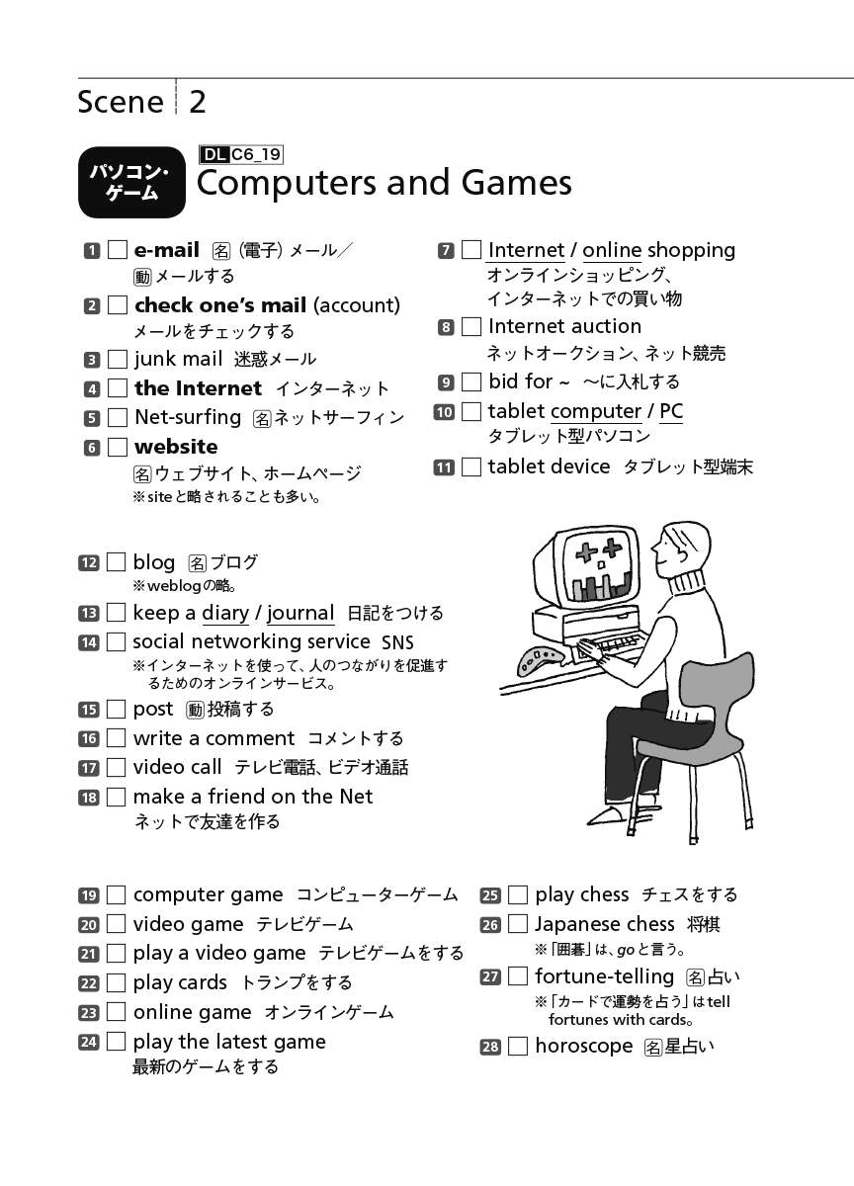 Scene 2
パソコン・
ゲーム
DL C6_19
Computers and Games
1 □ e-mail 名 (電子) メール／
動 メールする
2 □ check one's mail (account)
メールをチェックする
3 □ junk mail 迷惑メール
4 □ the Internet インターネット
5 □ Net-surfing 名 ネットサーフィン
6 □ website
名 ウェブサイト、ホームページ
※siteと略されることも多い。
7 □ Internet / online shopping
オンラインショッピング、
インターネットでの買い物
8 □ Internet auction
ネットオークション、ネット競売
9 □ bid for ~ ～に入札する
10 □ tablet computer / PC
タブレット型パソコン
11 □ tablet device タブレット型端末
12 □ blog 名 ブログ
※weblogの略。
13 □ keep a diary / journal 日記をつける
14 □ social networking service SNS
※インターネットを使って、人のつながりを促進す
るためのオンラインサービス。
15 □ post 動 投稿する
16 □ write a comment コメントする
17 □ video call テレビ電話、ビデオ通話
18 □ make a friend on the Net
ネットで友達を作る
19 □ computer game コンピューターゲーム
20 □ video game テレビゲーム
21 □ play a video game テレビゲームをする
22 □ play cards トランプをする
23 □ online game オンラインゲーム
24 □ play the latest game
最新のゲームをする
25 □ play chess チェスをする
26 □ Japanese chess 将棋
※「囲碁」は、goと言う。
27 □ fortune-telling 名 占い
※「カードで運勢を占う」はtell
fortunes with cards。
28 □ horoscope 名 星占い